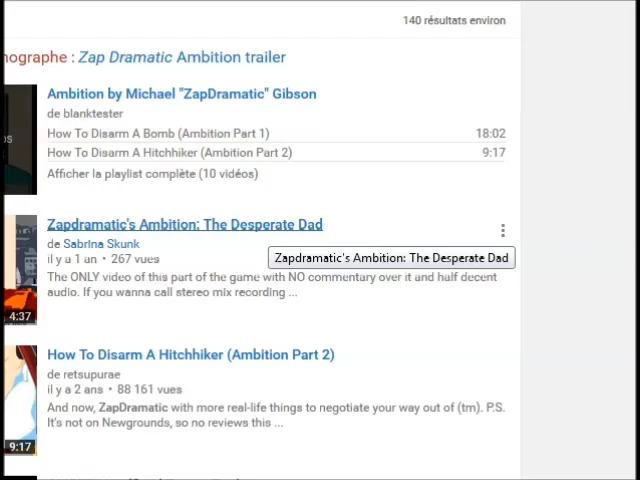 140 résultats environ
nographe : Zap Dramatic Ambition trailer
Ambition by Michael "ZapDramatic" Gibson
de blanktester
How To Disarm A Bomb (Ambition Part 1) 18:02
How To Disarm A Hitchhiker (Ambition Part 2) 9:17
Afficher la playlist complète (10 vidéos)
Zapdramatic's Ambition: The Desperate Dad
de Sabrina Skunk
il y a 1 an • 267 vues
Zapdramatic's Ambition: The Desperate Dad
The ONLY video of this part of the game with NO commentary over it and half decent
audio. If you wanna call stereo mix recording ...
4:37
How To Disarm A Hitchhiker (Ambition Part 2)
de retsupurae
il y a 2 ans • 88 161 vues
And now, ZapDramatic with more real-life things to negotiate your way out of (tm). P.S.
It's not on Newgrounds, so no reviews this ...
9:17